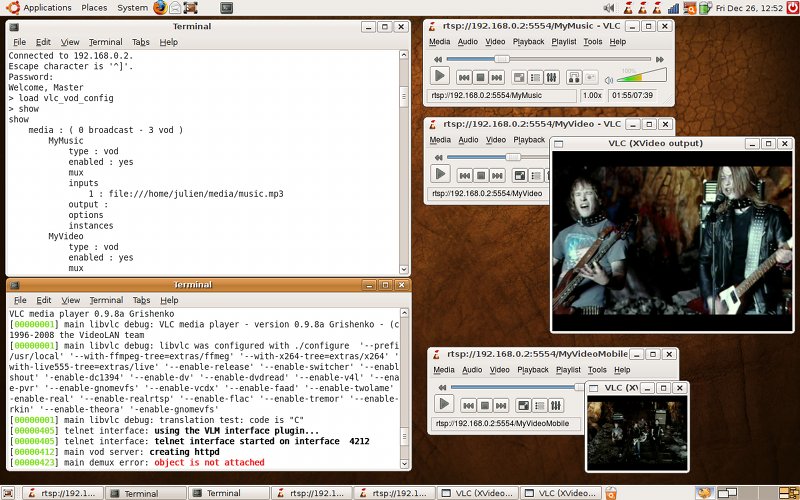 Applications Places System
Fri Dec 26, 12:52
Terminal
File Edit View Terminal Tabs Help
Connected to 192.168.0.2.
Escape character is '^]'.
Password:
Welcome, Master
> load vlc_vod_config
> show
show
media : ( 0 broadcast - 3 vod )
MyMusic
type : vod
enabled : yes
mux
inputs
1 : file:///home/julien/media/music.mp3
output :
options
instances
MyVideo
type : vod
enabled : yes
mux
Terminal
File Edit View Terminal Tabs Help
VLC media player 0.9.8a Grishenko
[00000001] main libvlc debug: VLC media player - version 0.9.8a Grishenko - (c
1996-2008 the VideoLAN team
[00000001] main libvlc debug: libvlc was configured with ./configure '--prefi
/usr/local' '--with-ffmpeg-tree=extras/ffmeg' '--with-x264-tree=extras/x264' '
with-live555-tree=extras/live' '--enable-release' '--enable-switcher' '--enabl
shout' '-enable-dc1394' '--enable-dv' '--enable-dvdread' '--enable-v4l' '--ena
e-pvr' '--enable-gnomevfs' '--enable-vcdx' '--enable-faad' '--enable-twolame'
-enable-real' '--enable-realrtsp' '--enable-flac' '--enable-tremor' '--enable-
rkin' '--enable-theora' '-enable-gnomevfs'
[00000001] main libvlc debug: translation test: code is "C"
[00000405] telnet interface: using the VLM interface plugin...
[00000405] telnet interface: telnet interface started on interface 4212
[00000412] main vod server: creating httpd
[00000423] main demux error: object is not attached
rtsp://192.168.0.2:5554/MyMusic - VLC
Media Audio Video Playback Playlist Tools Help
100%
rtsp://192.168.0.2:5554/MyMusic 1.00x 01:55/07:39
rtsp://192.168.0.2:5554/MyVideo - VLC
Media Audio Video Playback
rtsp://192.168.0.2:5554/MyVideo
VLC (XVideo output)
rtsp://192.168.0.2:5554/MyVideoMobile
Media Audio Video Playback Playlist Tools Help
rtsp://192.168.0.2:5554/MyVideoMobile
VLC (XV
rtsp://192.1... Terminal Terminal rtsp://192.1... rtsp://192.1... VLC (XVideo... VLC (XVideo...